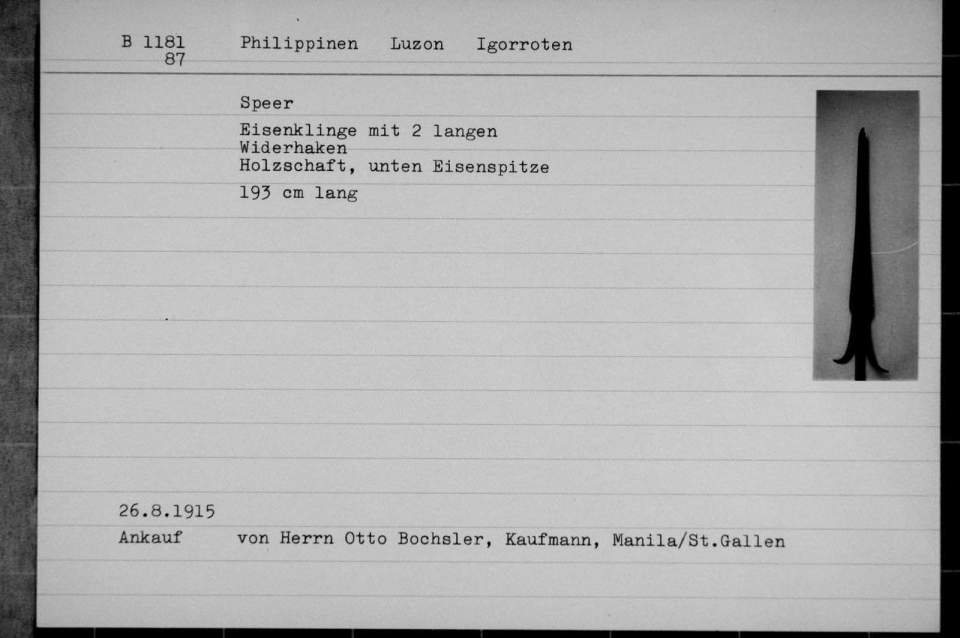 B 1181 Philippinen Luzon Igorroten
87
Speer
Eisenklinge mit 2 langen
Widerhaken
Holzschaft, unten Eisenspitze
193 cm lang
26.8.1915
Ankauf von Herrn Otto Bochsler, Kaufmann, Manila/St.Gallen